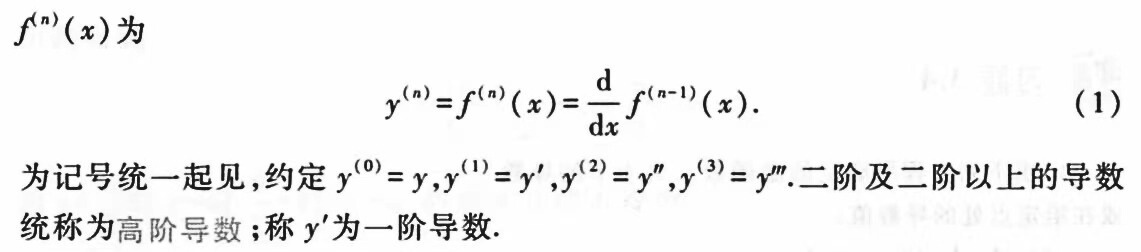 f⁽ⁿ⁾(x)为
y⁽ⁿ⁾=f⁽ⁿ⁾(x)=d/dx f⁽ⁿ⁻¹⁾(x). (1)
为记号统一起见,约定 y⁽⁰⁾=y,y⁽¹⁾=y′,y⁽²⁾=y″,y⁽³⁾=y‴.二阶及二阶以上的导数
统称为高阶导数;称 y′为一阶导数.